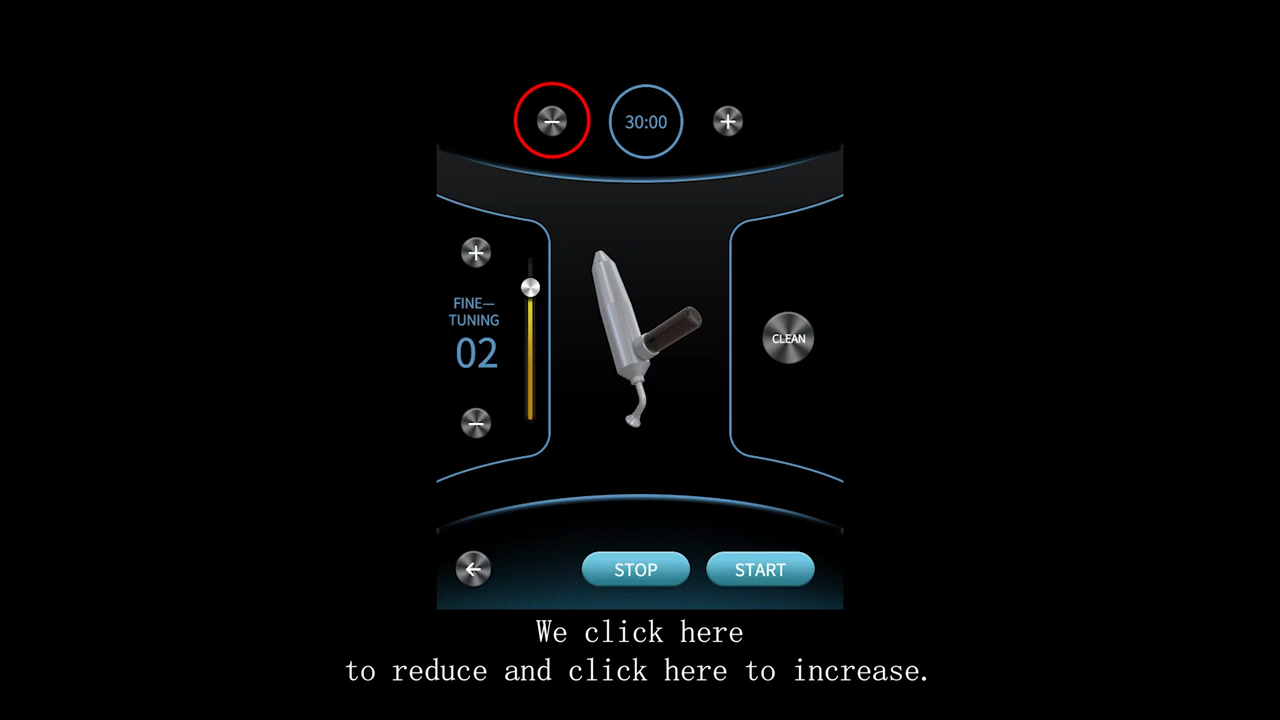 30:00
FINE—
TUNING
02
CLEAN
STOP
START
We click here
to reduce and click here to increase.